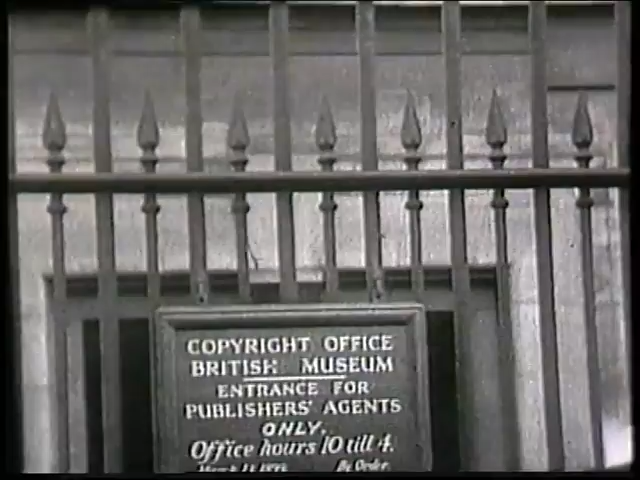 COPYRIGHT OFFICE
BRITISH MUSEUM
ENTRANCE FOR
PUBLISHERS' AGENTS
ONLY.
Office hours 10 till 4.
By Order.